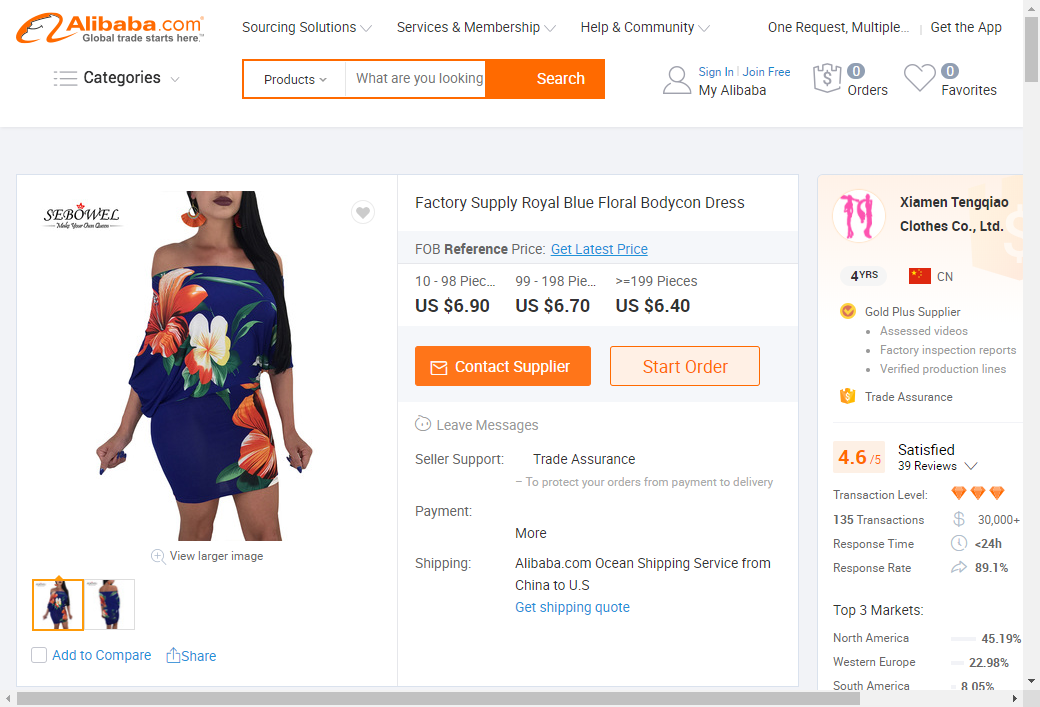 Alibaba.com
Global trade starts here.™
Sourcing Solutions
Services & Membership
Help & Community
One Request, Multiple...
Get the App
Categories
Products
What are you looking
Search
Sign In
Join Free
My Alibaba
0
Orders
0
Favorites
SEBOWEL
Make Your Own Queen
View larger image
Add to Compare
Share
Factory Supply Royal Blue Floral Bodycon Dress
FOB Reference Price: Get Latest Price
10 - 98 Piec...
99 - 198 Pie...
>=199 Pieces
US $6.90
US $6.70
US $6.40
Contact Supplier
Start Order
Leave Messages
Seller Support:
Trade Assurance
– To protect your orders from payment to delivery
Payment:
More
Shipping:
Alibaba.com Ocean Shipping Service from
China to U.S
Get shipping quote
Xiamen Tengqiao
Clothes Co., Ltd.
4YRS
CN
Gold Plus Supplier
Assessed videos
Factory inspection reports
Verified production lines
Trade Assurance
4.6 /5
Satisfied
39 Reviews
Transaction Level:
135 Transactions
30,000+
Response Time
<24h
Response Rate
89.1%
Top 3 Markets:
North America
45.19%
Western Europe
22.98%
South America
8.05%